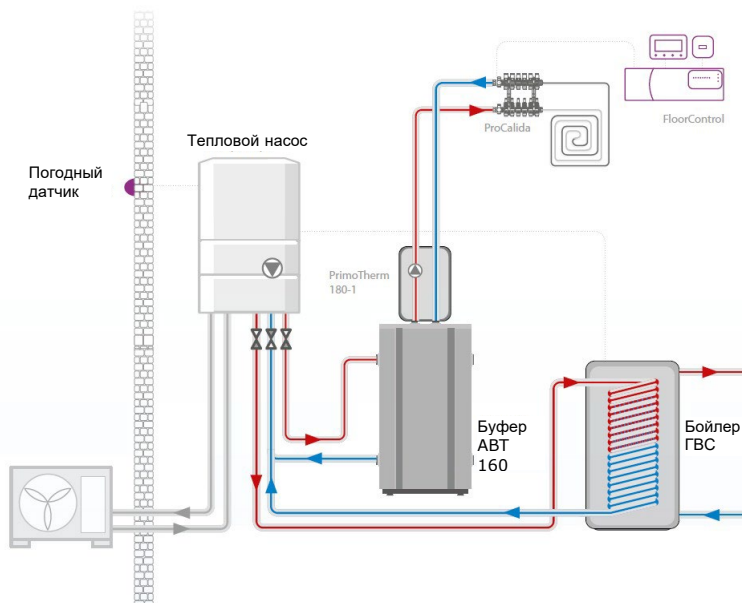 ProCalida
FloorControl
Тепловой насос
Погодный
датчик
PrimoTherm
180-1
Буфер
АВТ
160
Бойлер
ГВС